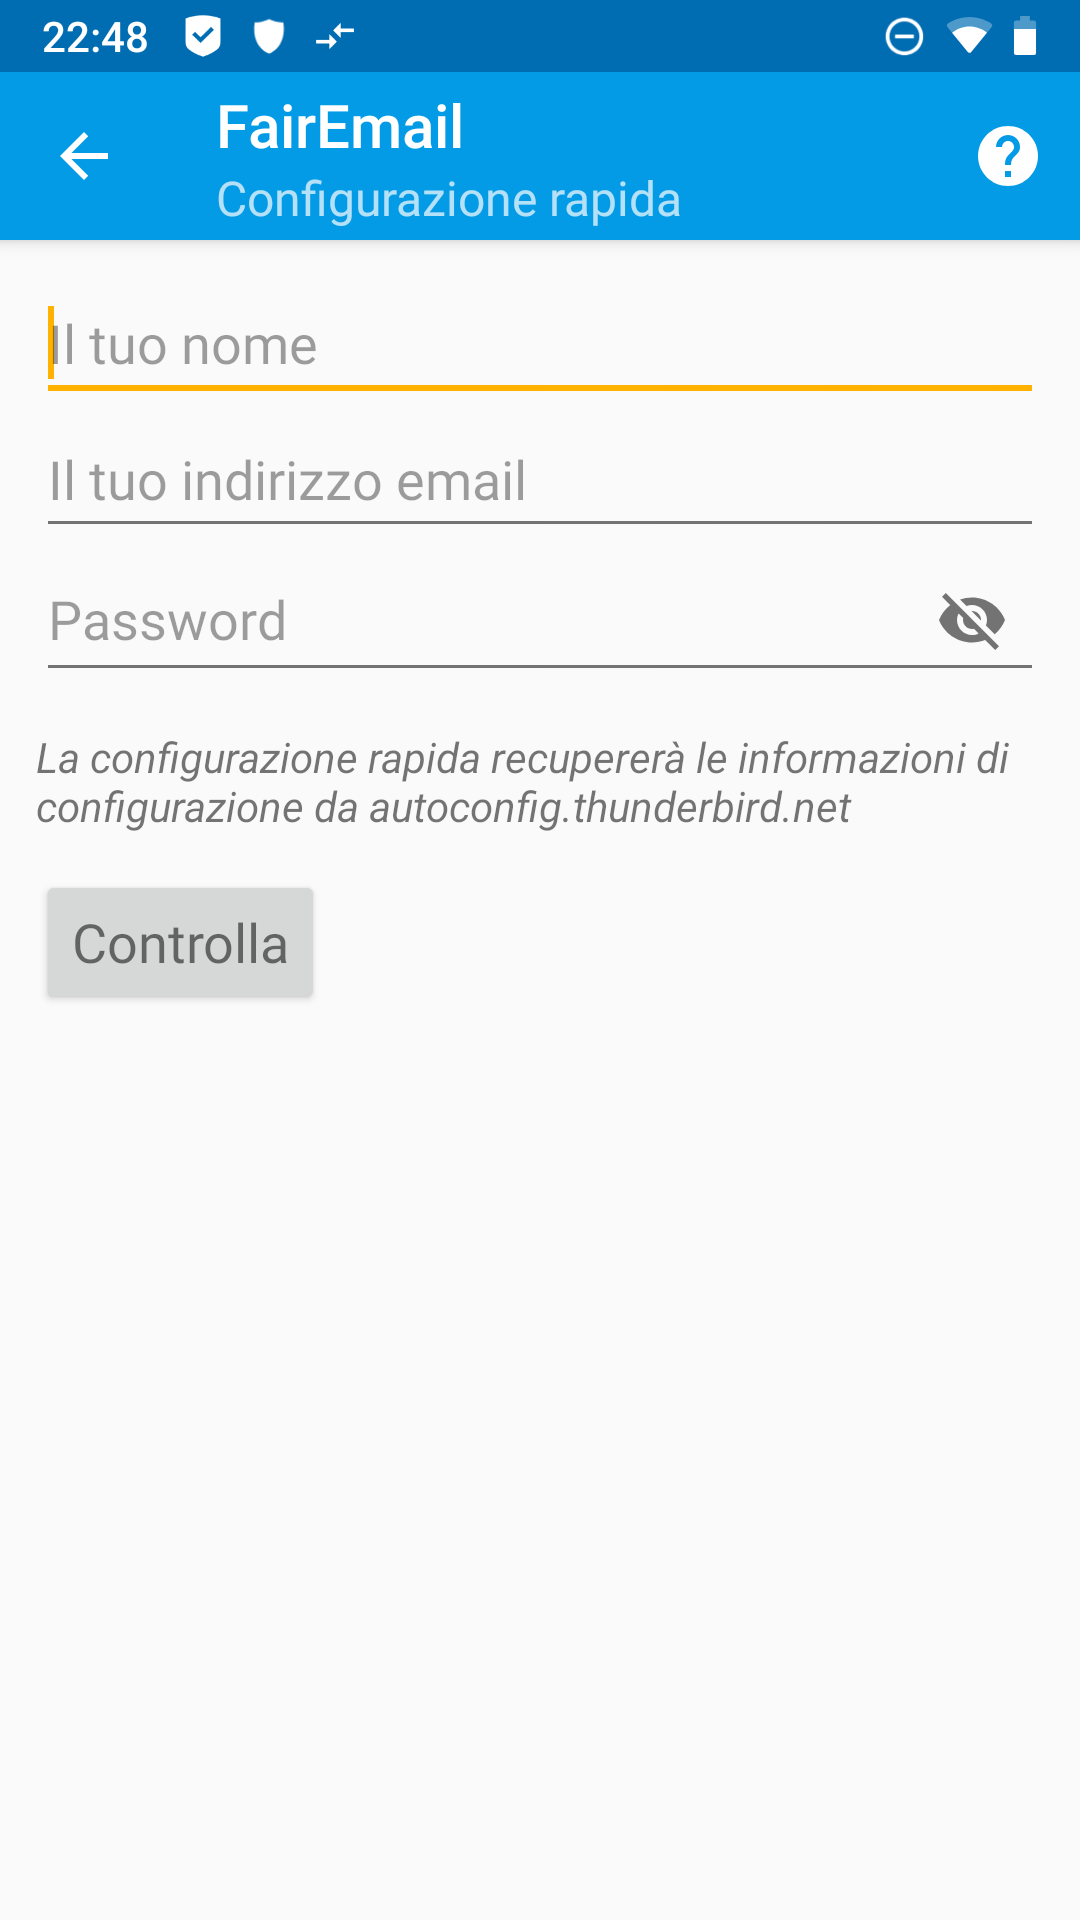 22:48
FairEmail
Configurazione rapida
Il tuo nome
Il tuo indirizzo email
Password
La configurazione rapida recupererà le informazioni di
configurazione da autoconfig.thunderbird.net
Controlla